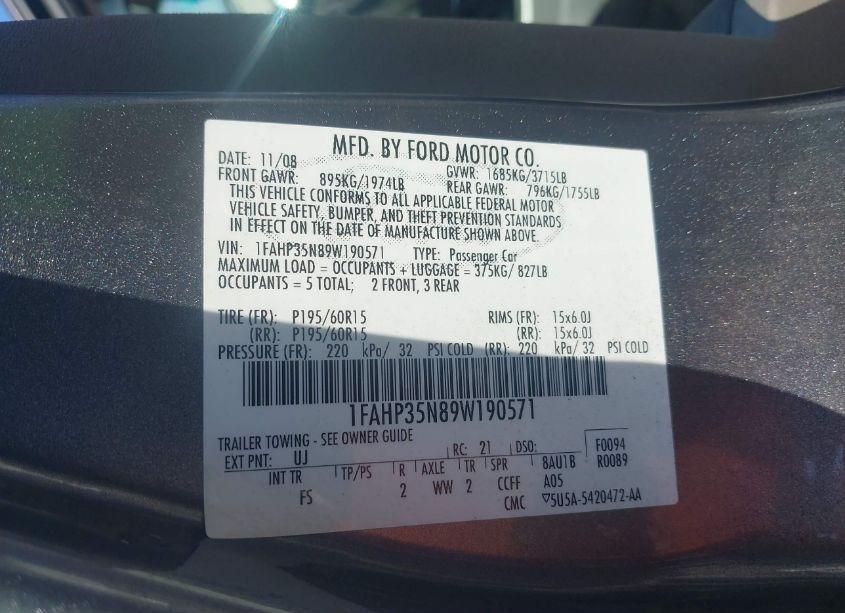 MFD. BY FORD MOTOR CO.
DATE: 11/08 GVWR: 1685KG/3715LB
FRONT GAWR: 895KG/1974LB REAR GAWR: 796KG/1755LB
THIS VEHICLE CONFORMS TO ALL APPLICABLE FEDERAL MOTOR
VEHICLE SAFETY, BUMPER, AND THEFT PREVENTION STANDARDS
IN EFFECT ON THE DATE OF MANUFACTURE SHOWN ABOVE.
VIN: 1FAHP35N89W190571 TYPE: Passenger Car
MAXIMUM LOAD = OCCUPANTS + LUGGAGE = 375KG/ 827LB
OCCUPANTS = 5 TOTAL; 2 FRONT, 3 REAR
TIRE (FR): P195/60R15 RIMS (FR): 15x6.0J
(RR): P195/60R15 (RR): 15x6.0J
PRESSURE (FR): 220 kPa/ 32 PSI COLD (RR): 220 kPa/ 32 PSI COLD
1FAHP35N89W190571
TRAILER TOWING - SEE OWNER GUIDE
EXT PNT: UJ RC: 21 DSO: F0094
INT TR TP/PS R AXLE TR SPR 8AU1B R0089
FS 2 WW 2 CCFF A05
CMC ▽5U5A-5420472-AA